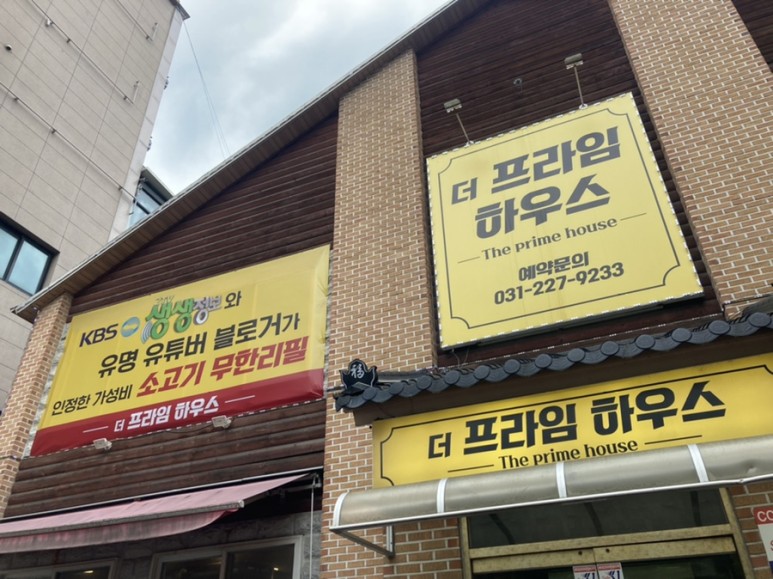 KBS 생생정보 와
유명 유튜버 블로거가
인정한 가성비 소고기 무한리필
더 프라임 하우스
더 프라임
하우스
The prime house
예약문의
031-227-9233
福
더 프라임 하우스
The prime house